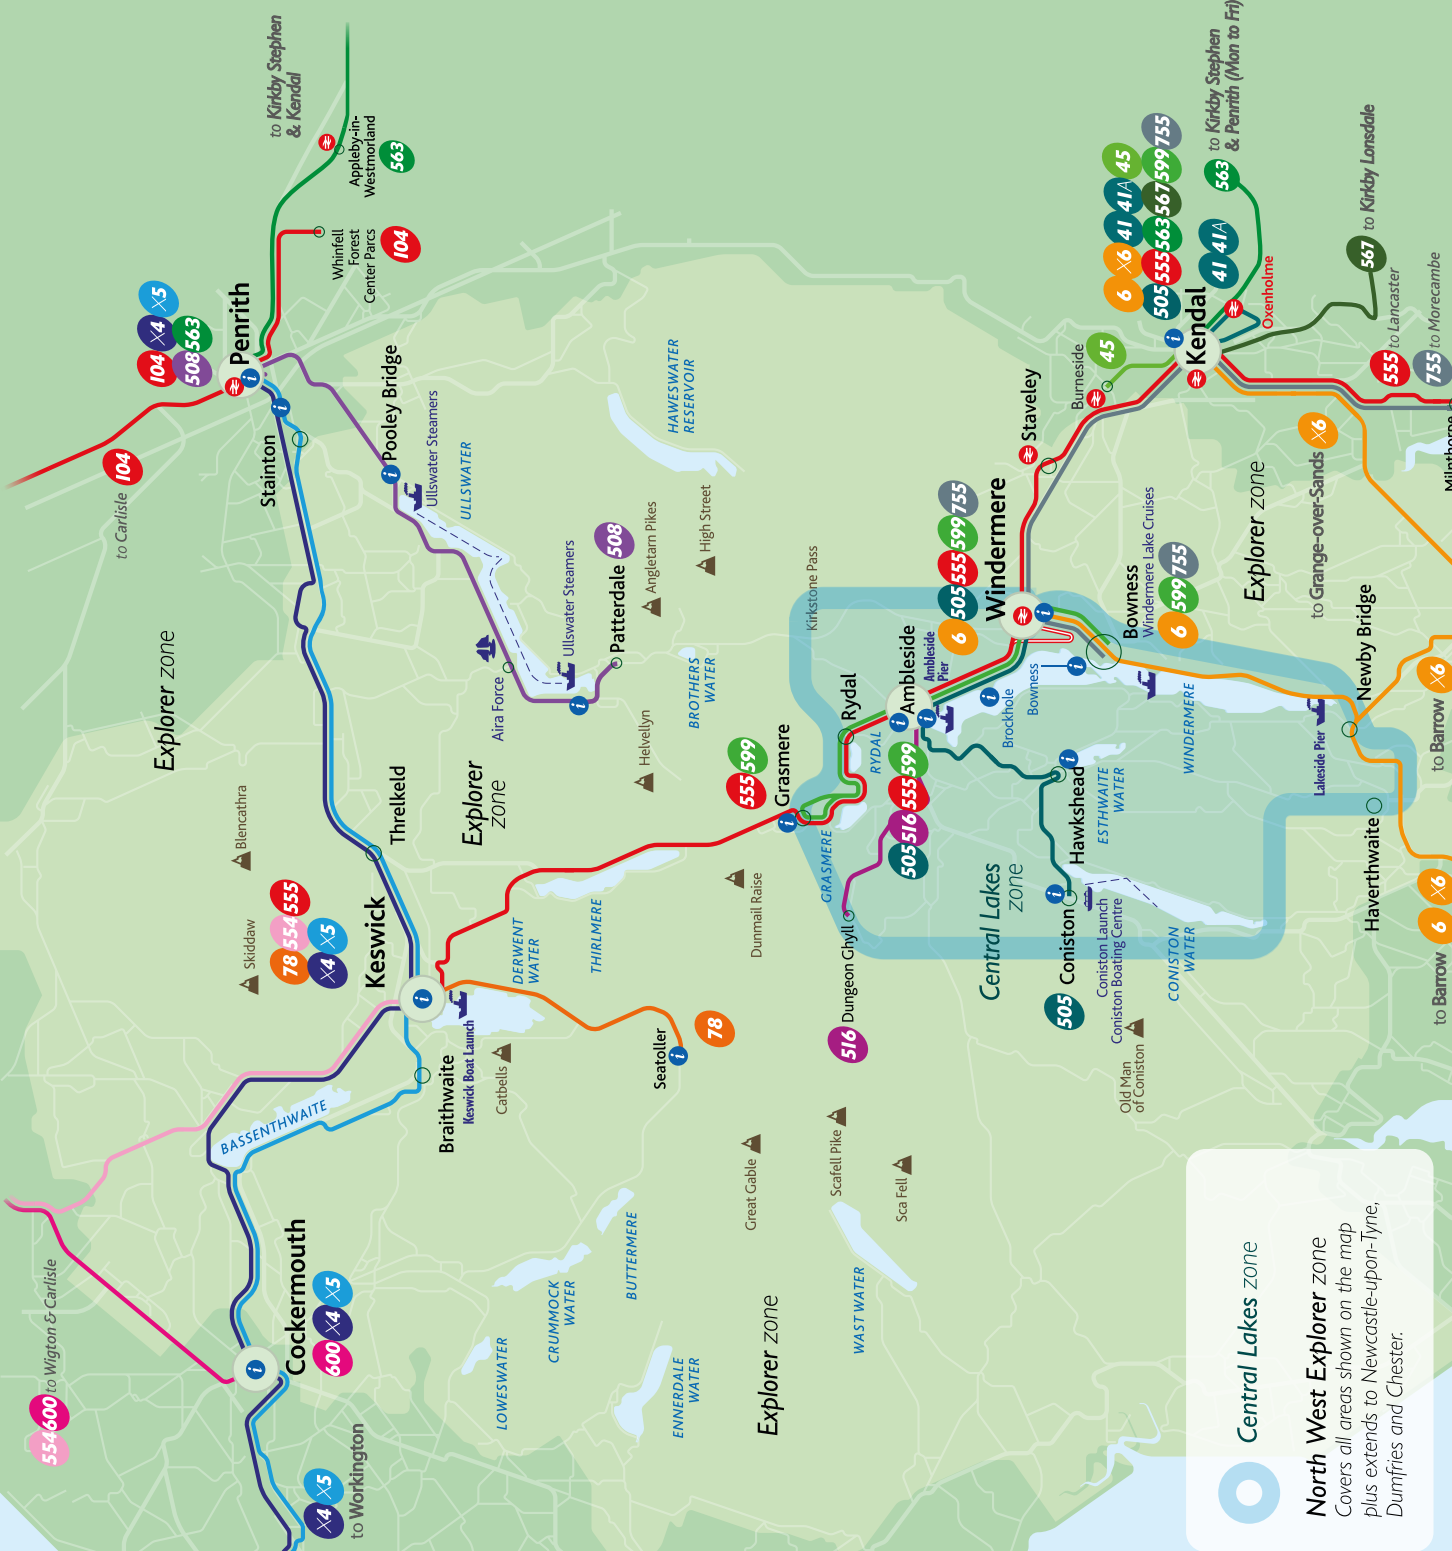 554 600 to Wigton & Carlisle
X4 X5
to Workington
Cockermouth
600 X4 X5
BASSENTHWAITE
Braithwaite
Keswick Boat Launch
Keswick
78 554 555
X4 X5
Skiddaw
Blencathra
Threlkeld
Explorer zone
Explorer
zone
to Carlisle
104
Stainton
Penrith
104 X4 X5
508 563
to Kirkby Stephen
& Kendal
Appleby-in-
Westmorland
563
Whinfell
Forest
Center Parcs
104
Pooley Bridge
Ullswater Steamers
ULLSWATER
Ullswater Steamers
Aira Force
Patterdale
508
Angletarn Pikes
High Street
HAWESWATER
RESERVOIR
BROTHERS
WATER
Helvellyn
Kirkstone Pass
Catbells
DERWENT
WATER
THIRLMERE
Seatoller
78
Dunmail Raise
LOWESWATER
CRUMMOCK
WATER
BUTTERMERE
ENNERDALE
WATER
Explorer zone
Great Gable
Scafell Pike
Sca Fell
WAST WATER
555 599
Grasmere
GRASMERE
Rydal
RYDAL
Ambleside
Ambleside
Pier
505 516 555 599
516 Dungeon Ghyll
Central Lakes
zone
505 Coniston
Coniston Launch
Coniston Boating Centre
CONISTON
WATER
Old Man
of Coniston
Hawkshead
ESTHWAITE
WATER
Brockhole
Bowness
WINDERMERE
Windermere
6 505 555 599 755
Bowness
Windermere Lake Cruises
6 599 755
Staveley
Burneside
45
Kendal
6 X6 41 41A 45
505 555 563 567 599 755
41 41A
Oxenholme
563
to Kirkby Stephen
& Penrith (Mon to Fri)
567 to Kirkby Lonsdale
555 to Lancaster
755 to Morecambe
Explorer zone
to Grange-over-Sands
X6
Newby Bridge
Lakeside Pier
Haverthwaite
to Barrow X6
to Barrow 6 X6
Central Lakes zone
North West Explorer zone
Covers all areas shown on the map
plus extends to Newcastle-upon-Tyne,
Dumfries and Chester.